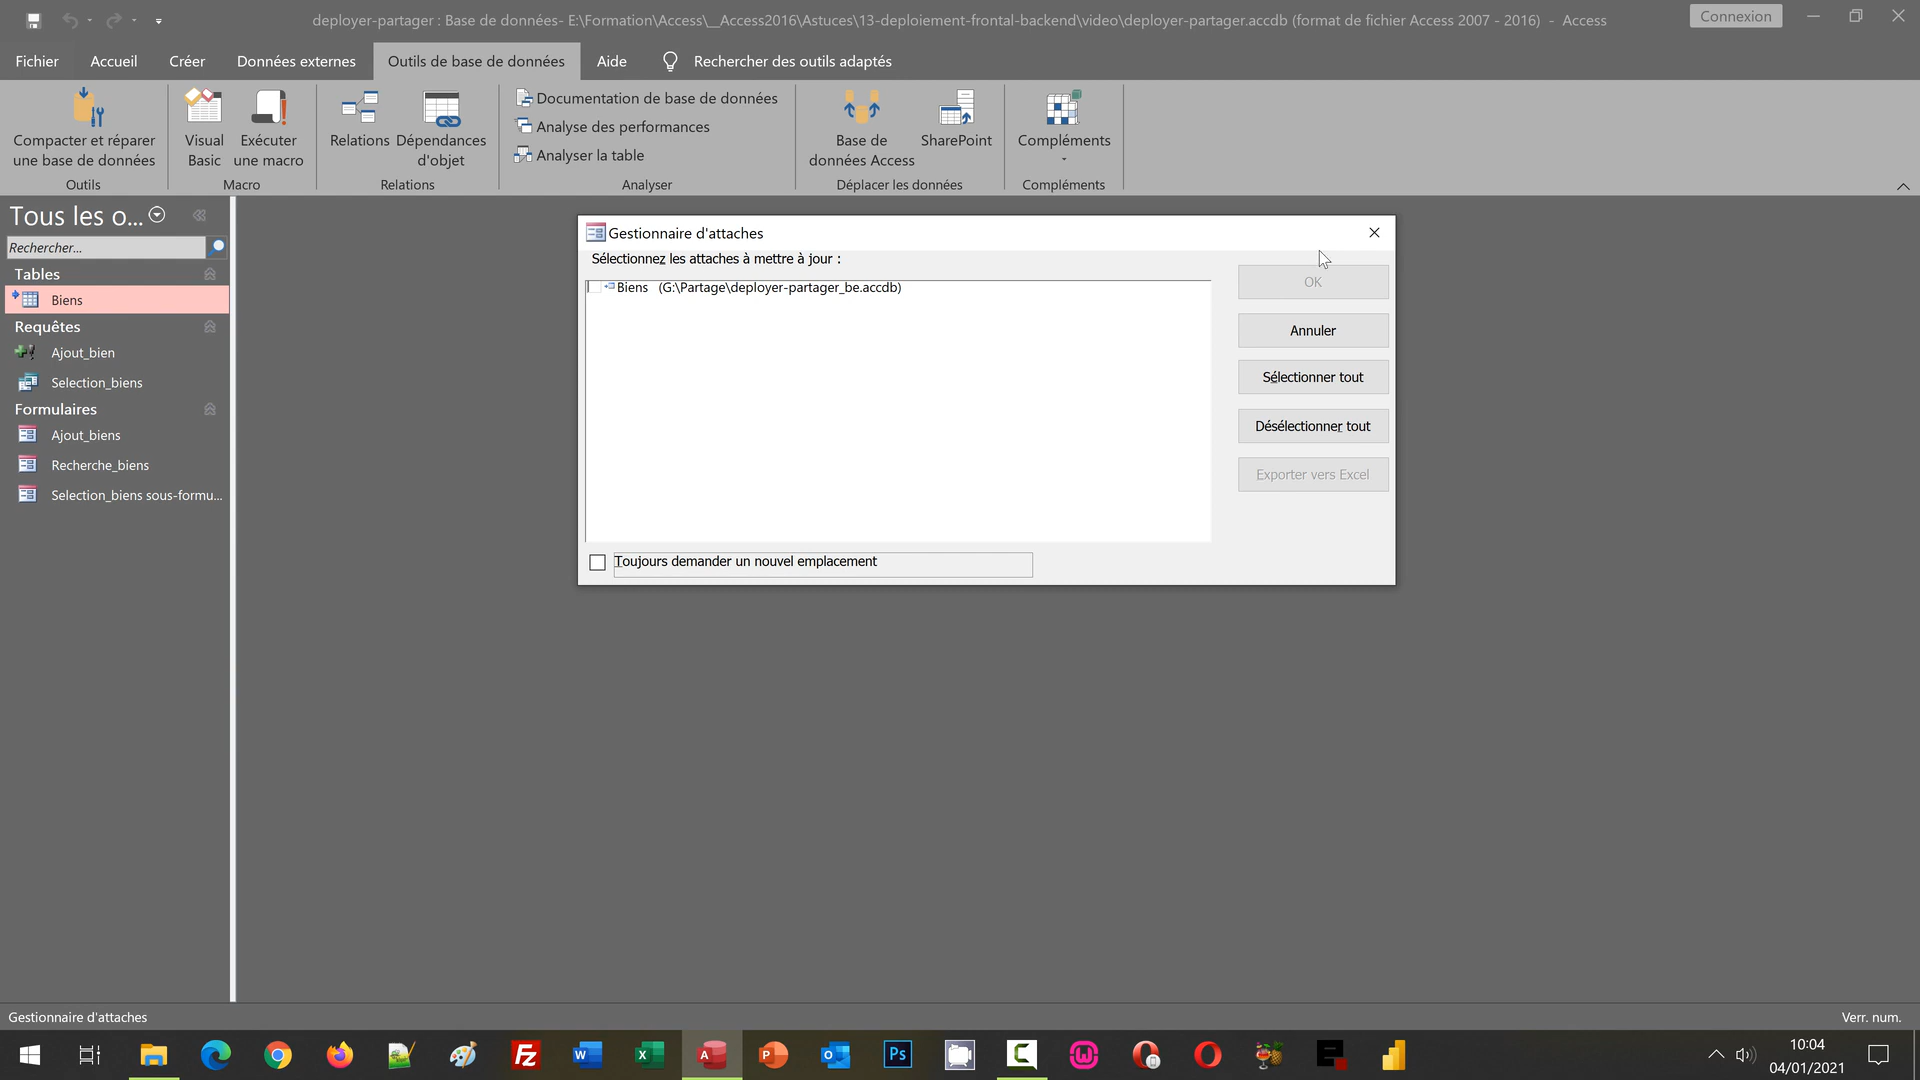 deployer-partager : Base de données- E:\Formation\Access\__Access2016\Astuces\13-deploiement-frontal-backend\video\deployer-partager.accdb (format de fichier Access 2007 - 2016) - Access
Connexion
Fichier
Accueil
Créer
Données externes
Outils de base de données
Aide
Rechercher des outils adaptés
Compacter et réparer
une base de données
Outils
Visual
Basic
Exécuter
une macro
Macro
Relations
Dépendances
d'objet
Relations
Documentation de base de données
Analyse des performances
Analyser la table
Analyser
Base de
données Access
SharePoint
Déplacer les données
Compléments
Compléments
Tous les o...
Rechercher...
Tables
Biens
Requêtes
Ajout_bien
Selection_biens
Formulaires
Ajout_biens
Recherche_biens
Selection_biens sous-formu...
Gestionnaire d'attaches
Sélectionnez les attaches à mettre à jour :
Biens (G:\Partage\deployer-partager_be.accdb)
OK
Annuler
Sélectionner tout
Désélectionner tout
Exporter vers Excel
Toujours demander un nouvel emplacement
Gestionnaire d'attaches
Verr. num.
10:04
04/01/2021